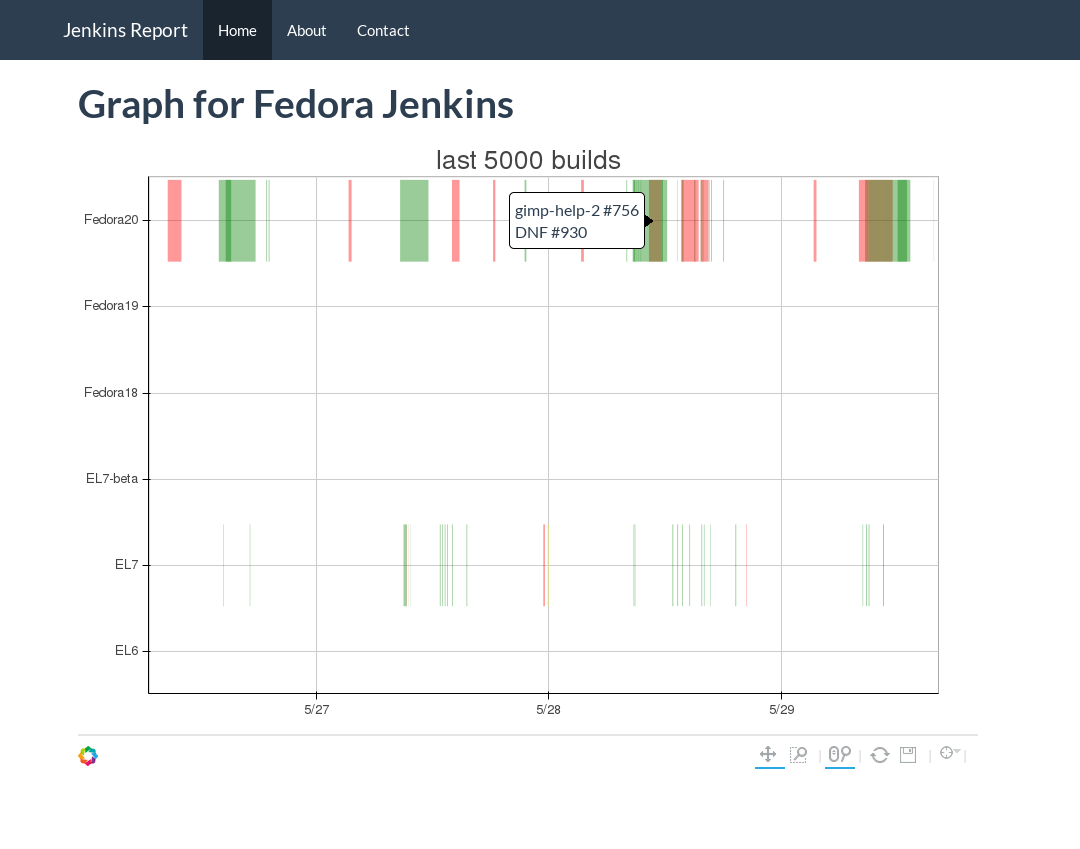 Jenkins Report Home About Contact
Graph for Fedora Jenkins
last 5000 builds
Fedora20
gimp-help-2 #756
DNF #930
Fedora19
Fedora18
EL7-beta
EL7
EL6
5/27 5/28 5/29